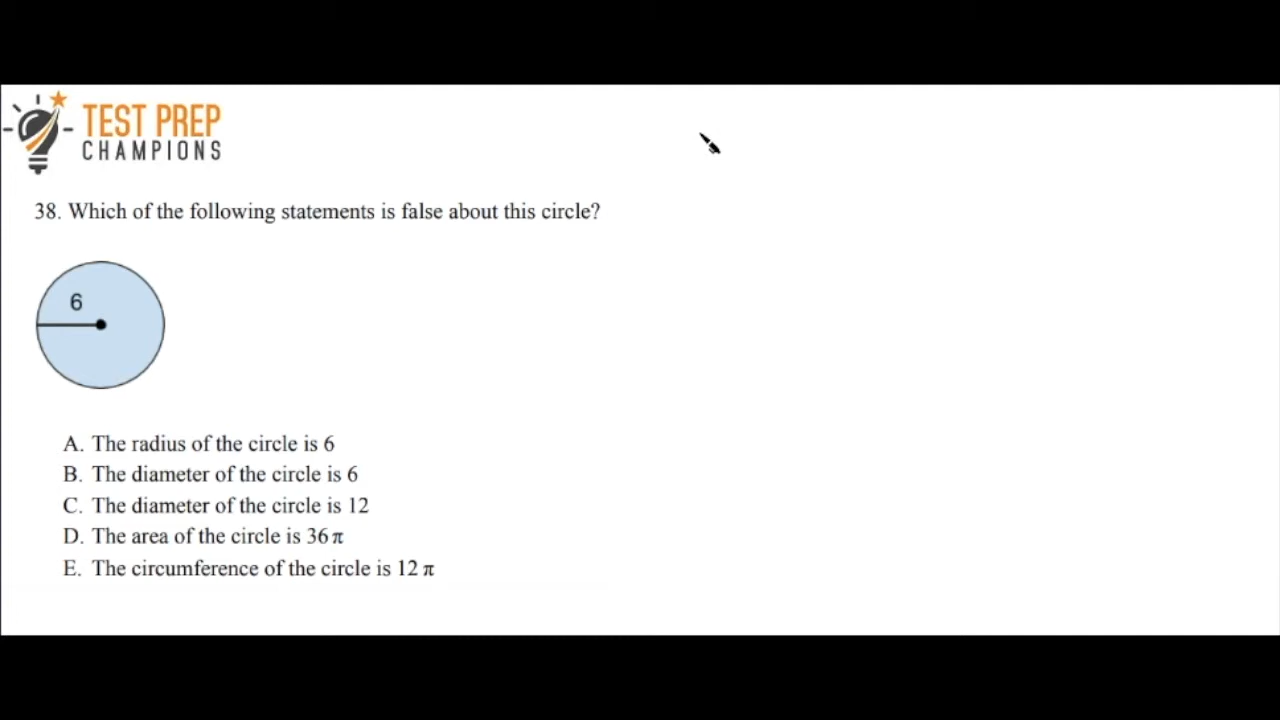 TEST PREP
CHAMPIONS
38. Which of the following statements is false about this circle?
6
A. The radius of the circle is 6
B. The diameter of the circle is 6
C. The diameter of the circle is 12
D. The area of the circle is 36 π
E. The circumference of the circle is 12 π